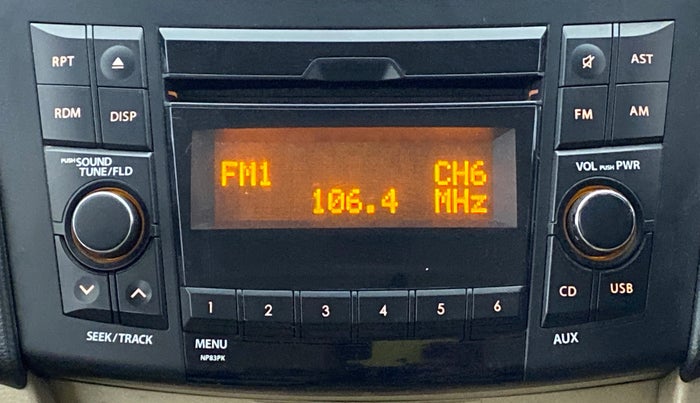 RPT
RDM
DISP
AST
FM
AM
PUSH SOUND
TUNE/FLD
VOL PUSH PWR
FM1 CH6
106.4 MHz
CD
USB
1 2 3 4 5 6
SEEK/TRACK
MENU
NP83PK
AUX